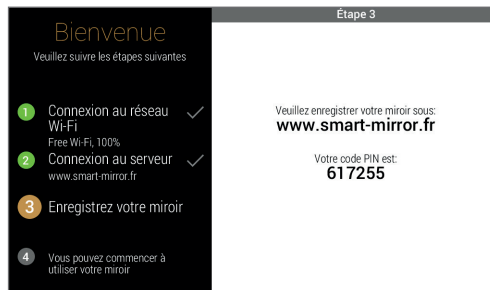 Bienvenue
Veuillez suivre les étapes suivantes
1 Connexion au réseau
Wi-Fi
Free Wi-Fi, 100%
2 Connexion au serveur
www.smart-mirror.fr
3 Enregistrez votre miroir
4 Vous pouvez commencer à
utiliser votre miroir
Étape 3
Veuillez enregistrer votre miroir sous:
www.smart-mirror.fr
Votre code PIN est:
617255